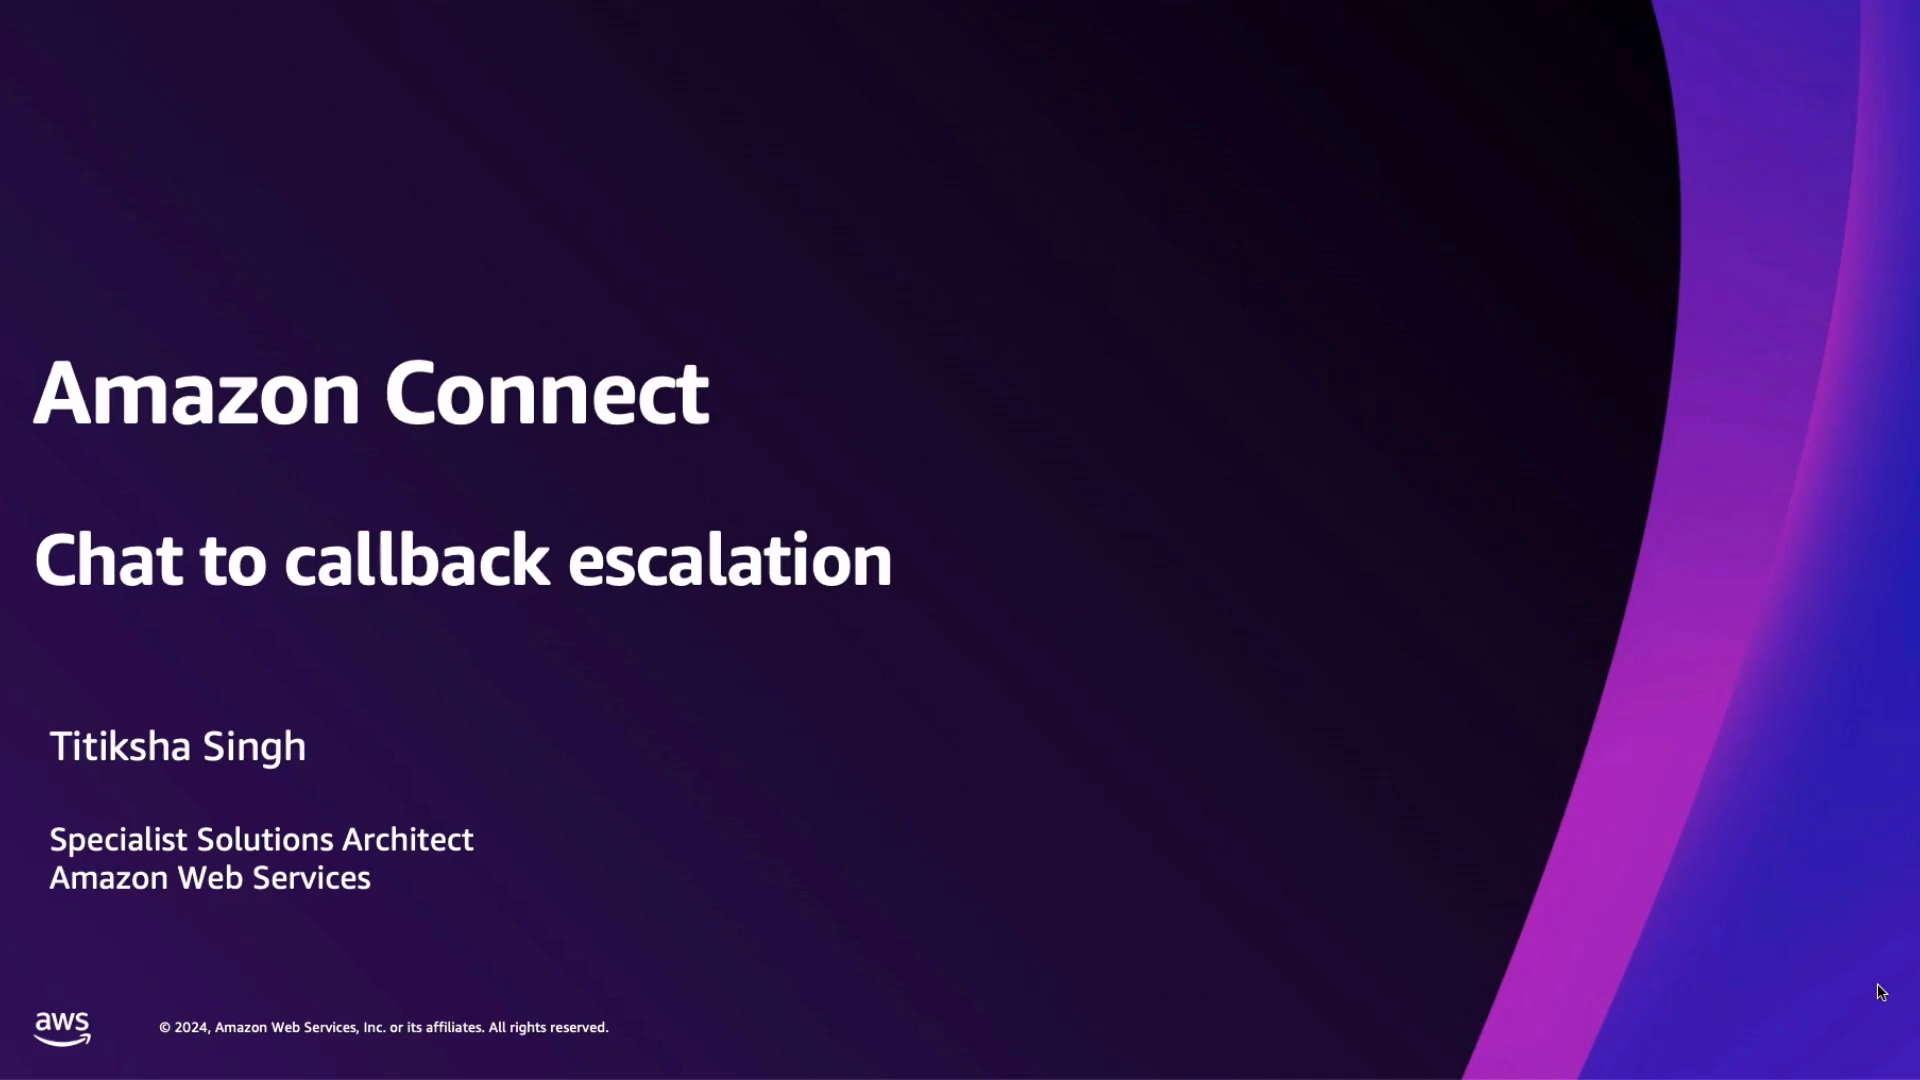 Amazon Connect
Chat to callback escalation
Titiksha Singh
Specialist Solutions Architect
Amazon Web Services
aws
© 2024, Amazon Web Services, Inc. or its affiliates. All rights reserved.